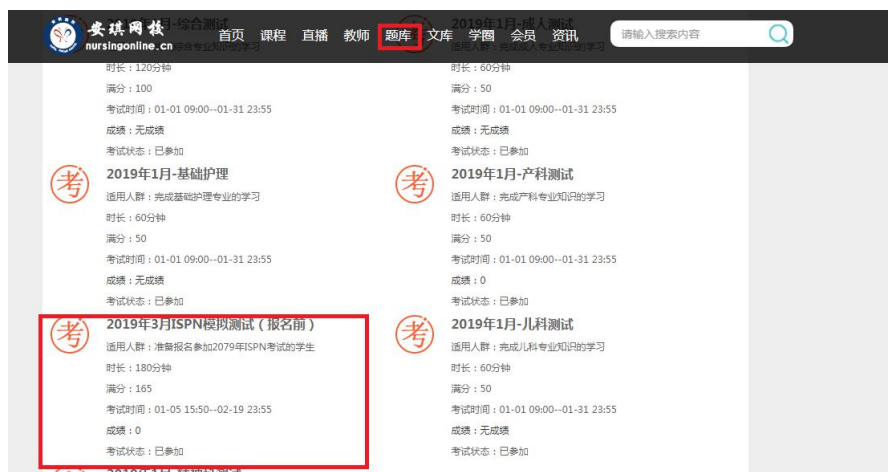 安琪网校
nursingonline.cn
首页 课程 直播 教师 题库 文库 学圈 会员 资讯
请输入搜索内容
时长：120分钟
满分：100
考试时间：01-01 09:00--01-31 23:55
成绩：无成绩
考试状态：已参加
2019年1月-成人测试
时长：60分钟
满分：50
考试时间：01-01 09:00--01-31 23:55
成绩：无成绩
考试状态：已参加
考
2019年1月-基础护理
适用人群：完成基础护理专业的学习
时长：60分钟
满分：50
考试时间：01-01 09:00--01-31 23:55
成绩：无成绩
考试状态：已参加
考
2019年1月-产科测试
适用人群：完成产科专业知识的学习
时长：60分钟
满分：50
考试时间：01-01 09:00--01-31 23:55
成绩：0
考试状态：已参加
考
2019年3月ISPN模拟测试（报名前）
适用人群：准备报名参加2079年ISPN考试的学生
时长：180分钟
满分：165
考试时间：01-05 15:50--02-19 23:55
成绩：0
考试状态：已参加
考
2019年1月-儿科测试
适用人群：完成儿科专业知识的学习
时长：60分钟
满分：50
考试时间：01-01 09:00--01-31 23:55
成绩：无成绩
考试状态：已参加